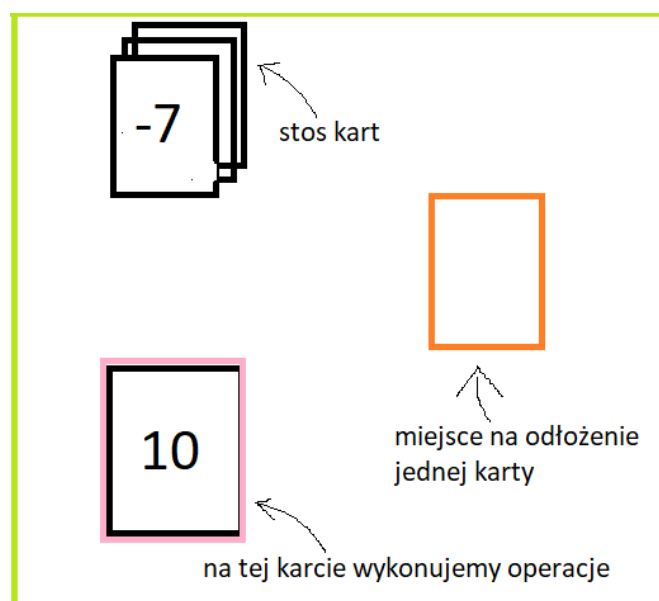 -7
stos kart
10
miejsce na odłożenie
jednej karty
na tej karcie wykonujemy operacje